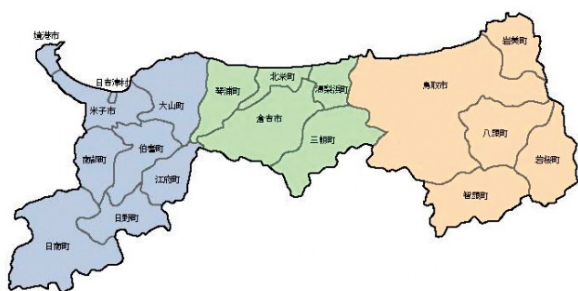 境港市
日吉津村
米子市
大山町
南部町
伯耆町
江府町
日野町
日南町
琴浦町
北栄町
湯梨浜町
倉吉市
三朝町
岩美町
鳥取市
八頭町
若桜町
智頭町